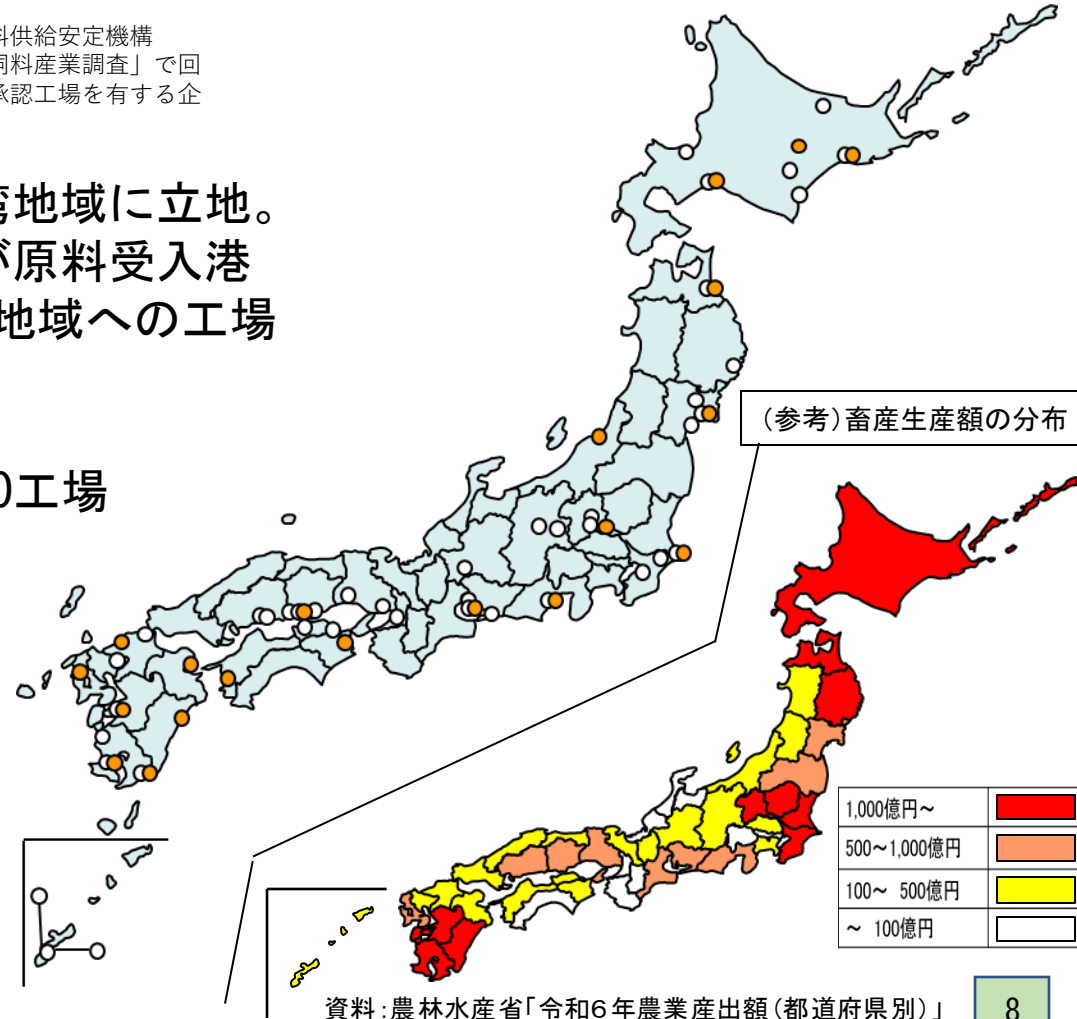 料供給安定機構
飼料産業調査」で回
承認工場を有する企
湾地域に立地。
が原料受入港
地域への工場
0工場
(参考)畜産生産額の分布
1,000億円～
500～1,000億円
100～ 500億円
～ 100億円
資料:農林水産省「令和6年農業産出額(都道府県別)」
8